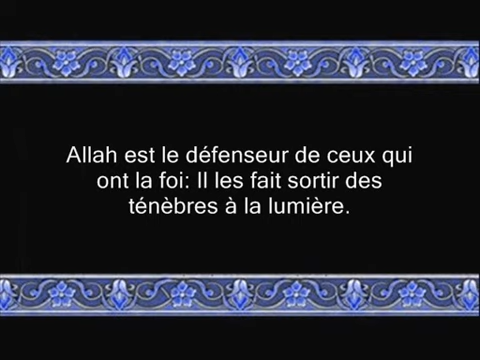 Allah est le défenseur de ceux qui
ont la foi: Il les fait sortir des
ténèbres à la lumière.